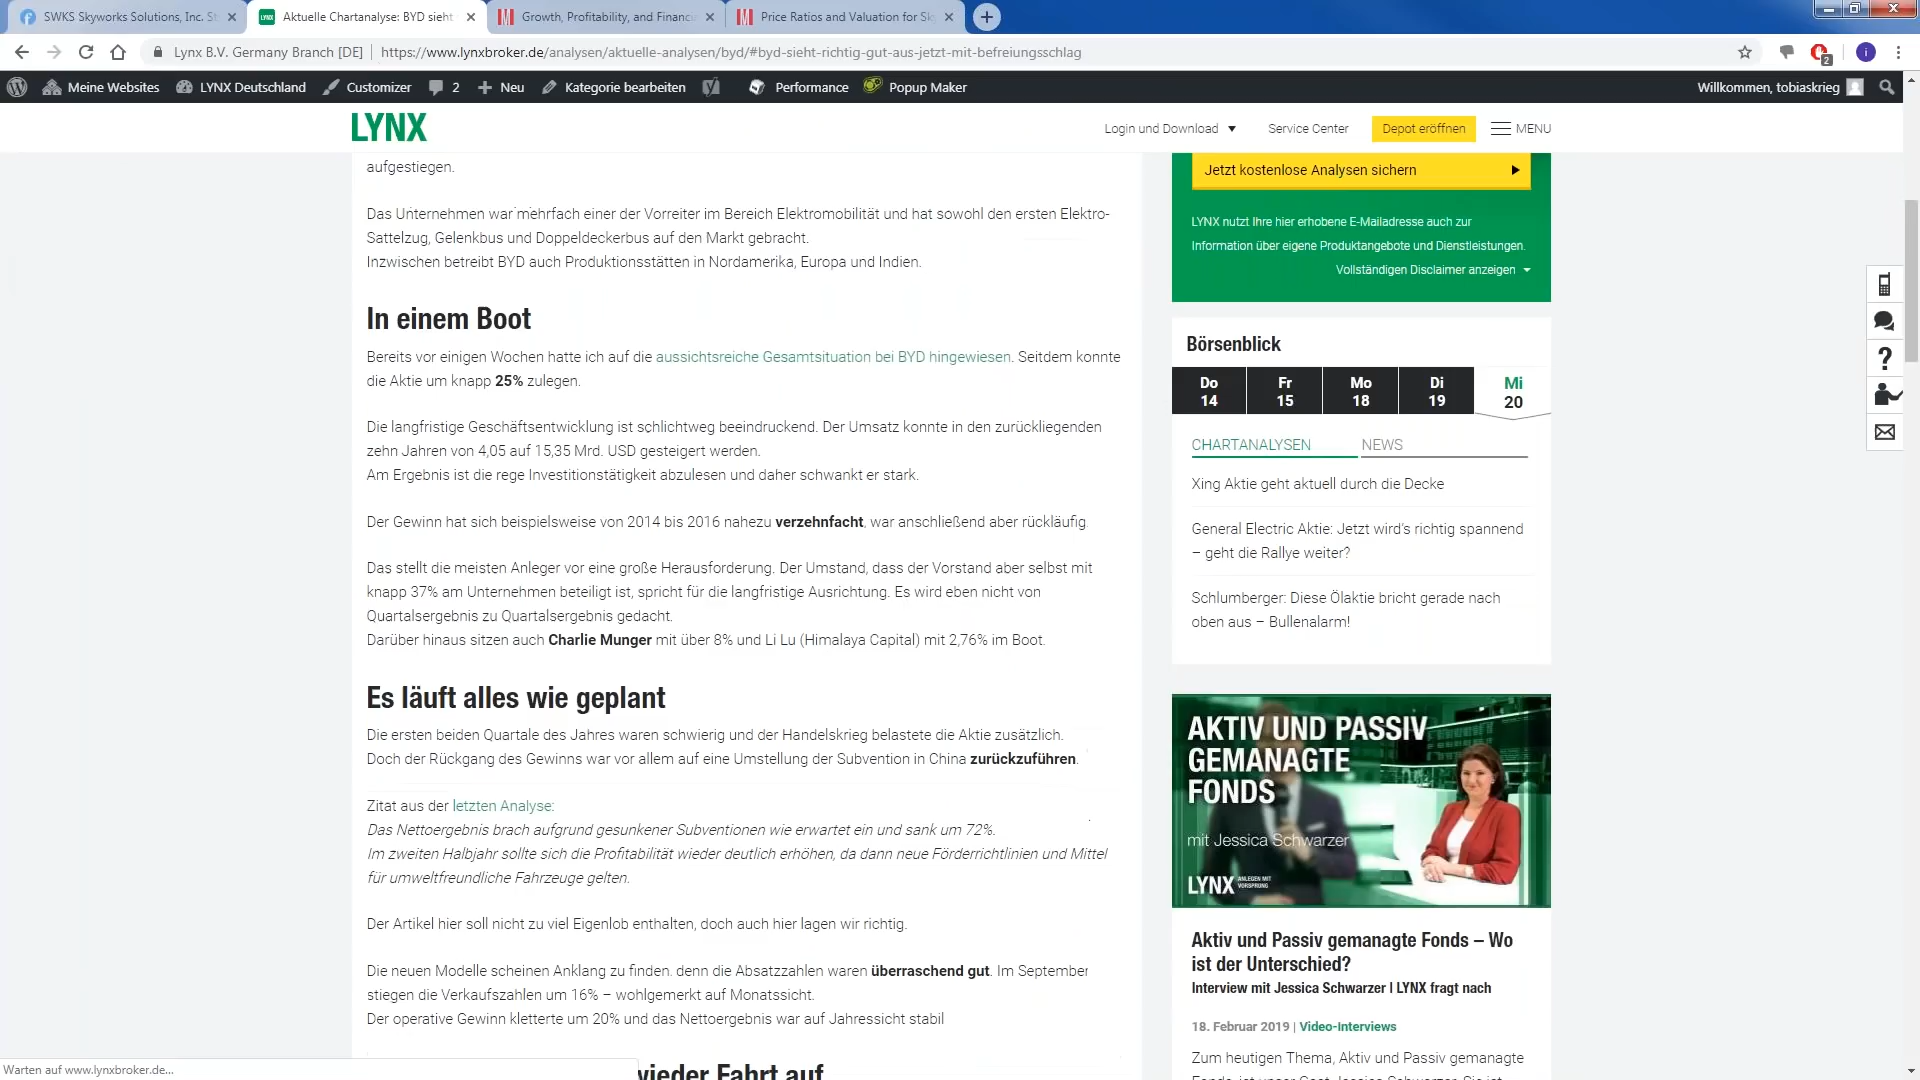 SWKS Skyworks Solutions, Inc. St
Aktuelle Chartanalyse: BYD sieht
Growth, Profitability, and Financi
Price Ratios and Valuation for Sk
Lynx B.V. Germany Branch [DE]
https://www.lynxbroker.de/analysen/aktuelle-analysen/byd/#byd-sieht-richtig-gut-aus-jetzt-mit-befreiungsschlag
2
i
Meine Websites
LYNX Deutschland
Customizer
2
Neu
Kategorie bearbeiten
Performance
Popup Maker
Willkommen, tobiaskrieg
LYNX
Login und Download
Service Center
Depot eröffnen
MENU
aufgestiegen.
Das Unternehmen war mehrfach einer der Vorreiter im Bereich Elektromobilität und hat sowohl den ersten Elektro-
Sattelzug, Gelenkbus und Doppeldeckerbus auf den Markt gebracht.
Inzwischen betreibt BYD auch Produktionsstätten in Nordamerika, Europa und Indien.
In einem Boot
Bereits vor einigen Wochen hatte ich auf die aussichtsreiche Gesamtsituation bei BYD hingewiesen. Seitdem konnte
die Aktie um knapp 25% zulegen.
Die langfristige Geschäftsentwicklung ist schlichtweg beeindruckend. Der Umsatz konnte in den zurückliegenden
zehn Jahren von 4,05 auf 15,35 Mrd. USD gesteigert werden.
Am Ergebnis ist die rege Investitionstätigkeit abzulesen und daher schwankt er stark.
Der Gewinn hat sich beispielsweise von 2014 bis 2016 nahezu verzehnfacht, war anschließend aber rückläufig
Das stellt die meisten Anleger vor eine große Herausforderung. Der Umstand, dass der Vorstand aber selbst mit
knapp 37% am Unternehmen beteiligt ist, spricht für die langfristige Ausrichtung. Es wird eben nicht von
Quartalsergebnis zu Quartalsergebnis gedacht.
Darüber hinaus sitzen auch Charlie Munger mit über 8% und Li Lu (Himalaya Capital) mit 2,76% im Boot.
Es läuft alles wie geplant
Die ersten beiden Quartale des Jahres waren schwierig und der Handelskrieg belastete die Aktie zusätzlich.
Doch der Rückgang des Gewinns war vor allem auf eine Umstellung der Subvention in China zurückzuführen.
Zitat aus der letzten Analyse:
Das Nettoergebnis brach aufgrund gesunkener Subventionen wie erwartet ein und sank um 72%.
Im zweiten Halbjahr sollte sich die Profitabilität wieder deutlich erhöhen, da dann neue Förderrichtlinien und Mittel
für umweltfreundliche Fahrzeuge gelten.
Der Artikel hier soll nicht zu viel Eigenlob enthalten, doch auch hier lagen wir richtig.
Die neuen Modelle scheinen Anklang zu finden, denn die Absatzzahlen waren überraschend gut. Im September
stiegen die Verkaufszahlen um 16% – wohlgemerkt auf Monatssicht.
Der operative Gewinn kletterte um 20% und das Nettoergebnis war auf Jahressicht stabil
wieder Fahrt auf
Warten auf www.lynxbroker.de...
Jetzt kostenlose Analysen sichern
LYNX nutzt Ihre hier erhobene E-Mailadresse auch zur
Information über eigene Produktangebote und Dienstleistungen.
Vollständigen Disclaimer anzeigen
Börsenblick
Do
14
Fr
15
Mo
18
Di
19
Mi
20
CHARTANALYSEN
NEWS
Xing Aktie geht aktuell durch die Decke
General Electric Aktie: Jetzt wird's richtig spannend
– geht die Rallye weiter?
Schlumberger: Diese Ölaktie bricht gerade nach
oben aus – Bullenalarm!
AKTIV UND PASSIV
GEMANAGTE
FONDS
mit Jessica Schwarzer
LYNX ANLEGEN MIT
VORSPRUNG
Aktiv und Passiv gemanagte Fonds – Wo
ist der Unterschied?
Interview mit Jessica Schwarzer | LYNX fragt nach
18. Februar 2019 | Video-Interviews
Zum heutigen Thema, Aktiv und Passiv gemanagte